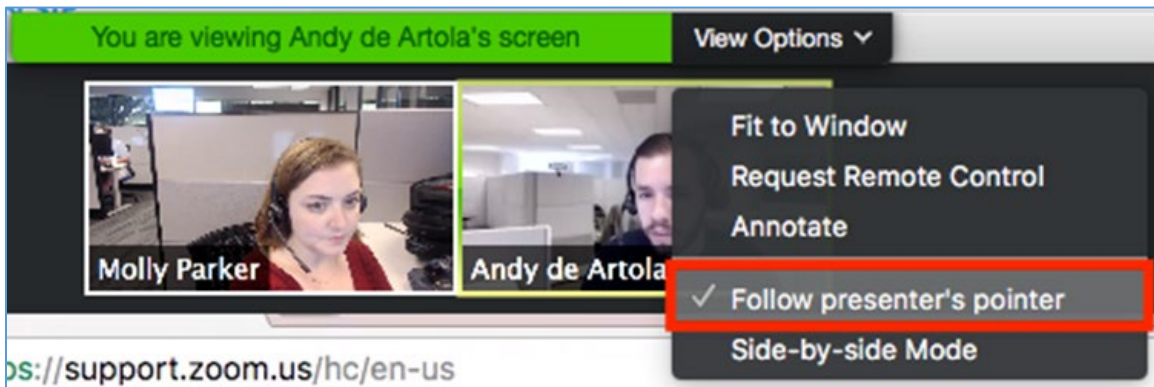 You are viewing Andy de Artola's screen
View Options
Fit to Window
Request Remote Control
Annotate
Molly Parker
Andy de Artola
Follow presenter's pointer
Side-by-side Mode
ps://support.zoom.us/hc/en-us